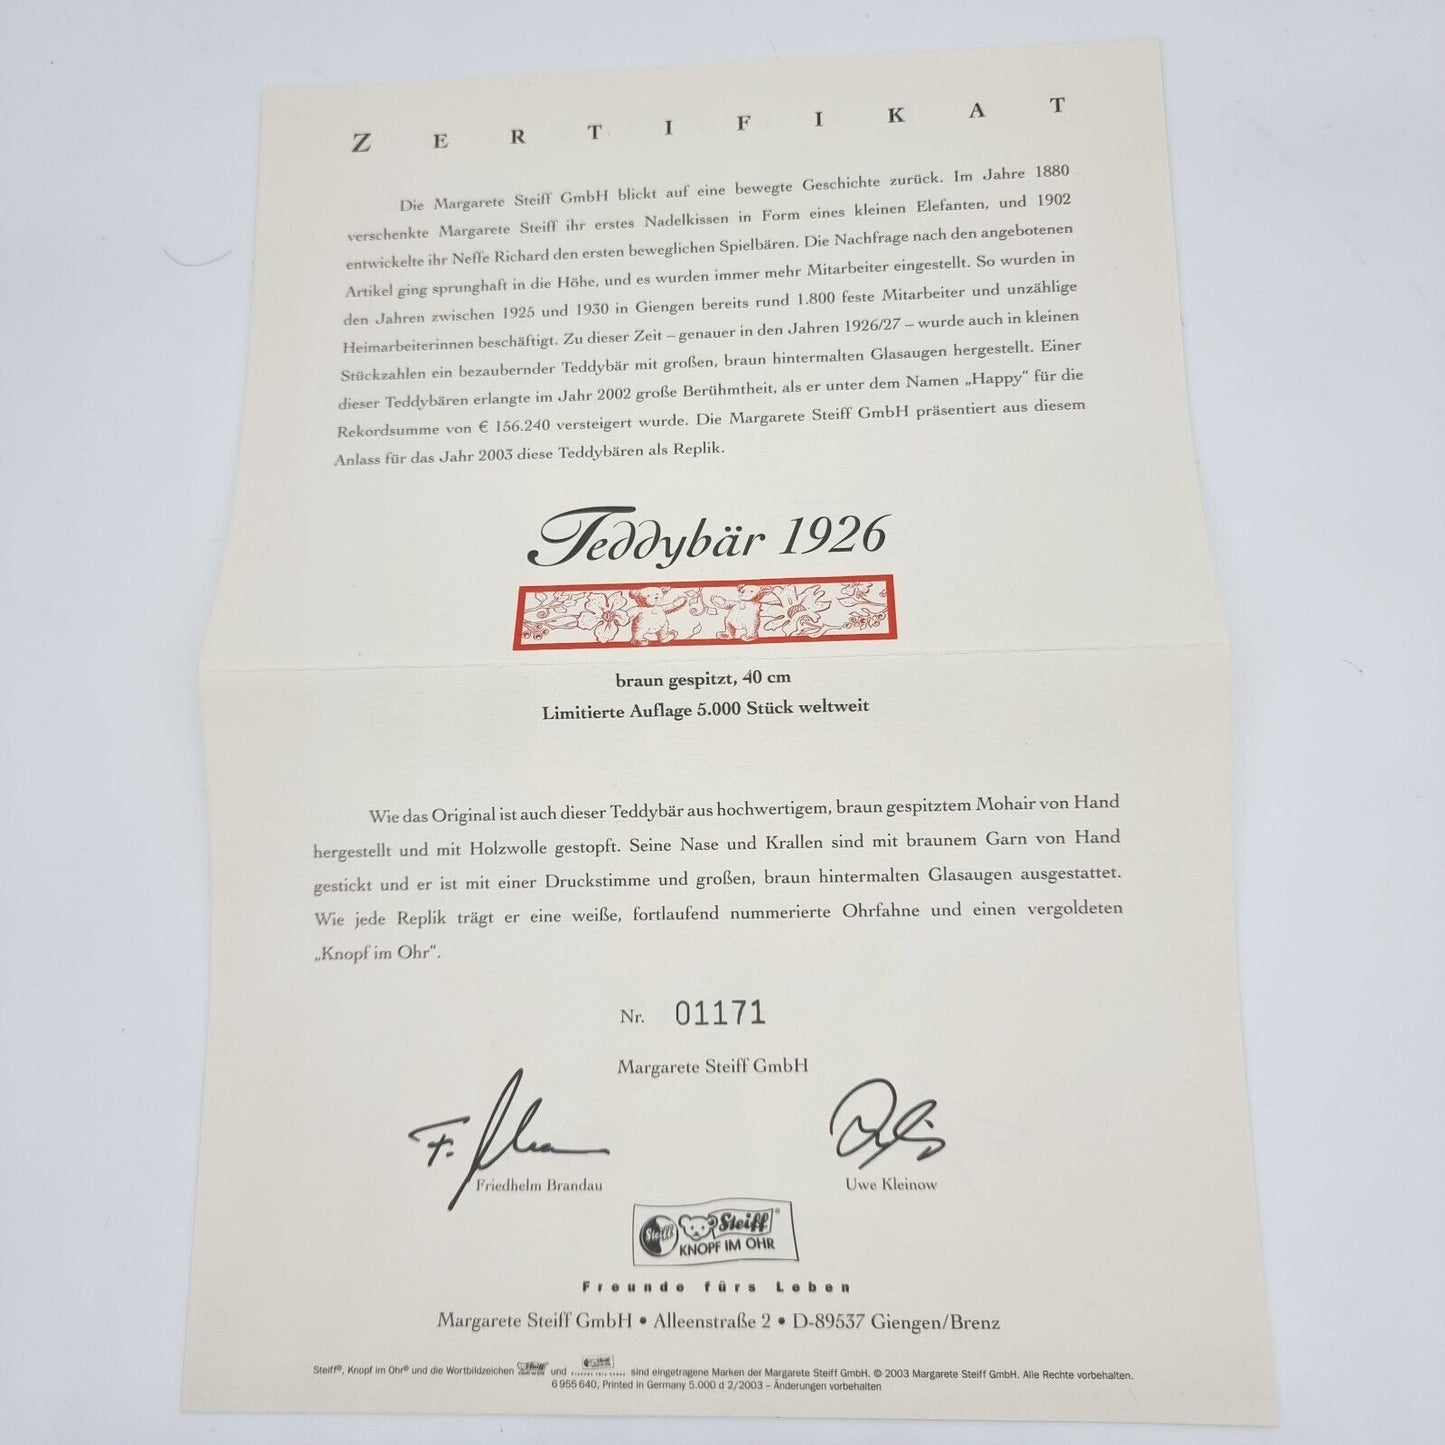 ZERTIFIKAT
Die Margarete Steiff GmbH blickt auf eine bewegte Geschichte zurück. Im Jahre 1880
verschenkte Margarete Steiff ihr erstes Nadelkissen in Form eines kleinen Elefanten, und 1902
entwickelte ihr Neffe Richard den ersten beweglichen Spielbären. Die Nachfrage nach den angebotenen
Artikel ging sprunghaft in die Höhe, und es wurden immer mehr Mitarbeiter eingestellt. So wurden in
den Jahren zwischen 1925 und 1930 in Giengen bereits rund 1.800 feste Mitarbeiter und unzählige
Heimarbeiterinnen beschäftigt. Zu dieser Zeit – genauer in den Jahren 1926/27 – wurde auch in kleinen
Stückzahlen ein bezaubernder Teddybär mit großen, braun hintermalten Glasaugen hergestellt. Einer
dieser Teddybären erlangte im Jahr 2002 große Berühmtheit, als er unter dem Namen „Happy“ für die
Rekordsumme von € 156.240 versteigert wurde. Die Margarete Steiff GmbH präsentiert aus diesem
Anlass für das Jahr 2003 diese Teddybären als Replik.
Teddybär 1926
braun gespitzt, 40 cm
Limitierte Auflage 5.000 Stück weltweit
Wie das Original ist auch dieser Teddybär aus hochwertigem, braun gespitztem Mohair von Hand
hergestellt und mit Holzwolle gestopft. Seine Nase und Krallen sind mit braunem Garn von Hand
gestickt und er ist mit einer Druckstimme und großen, braun hintermalten Glasaugen ausgestattet.
Wie jede Replik trägt er eine weiße, fortlaufend nummerierte Ohrfahne und einen vergoldeten
„Knopf im Ohr“.
Nr. 01171
Margarete Steiff GmbH
F.
Friedhelm Brandau Uwe Kleinow
Steiff Steiff®
KNOPF IM OHR
Freunde fürs Leben
Margarete Steiff GmbH • Alleenstraße 2 • D-89537 Giengen/Brenz
Steiff®, Knopf im Ohr® und die Wortbildzeichen und sind eingetragene Marken der Margarete Steiff GmbH. © 2003 Margarete Steiff GmbH. Alle Rechte vorbehalten.
6 955 640, Printed in Germany 5.000 d 2/2003 – Änderungen vorbehalten